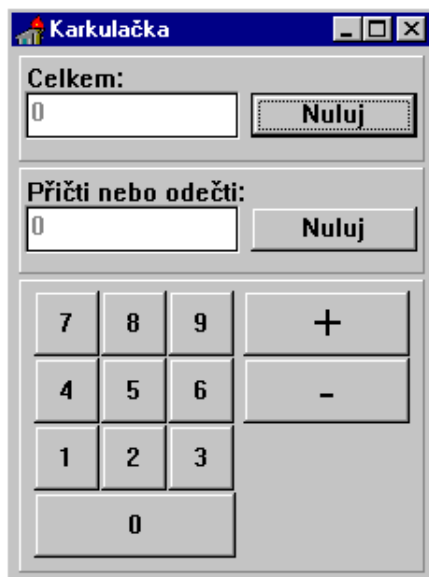 Karkulačka
Celkem:
0 Nuluj
Přičti nebo odečti:
0 Nuluj
7 8 9 +
4 5 6 -
1 2 3
0